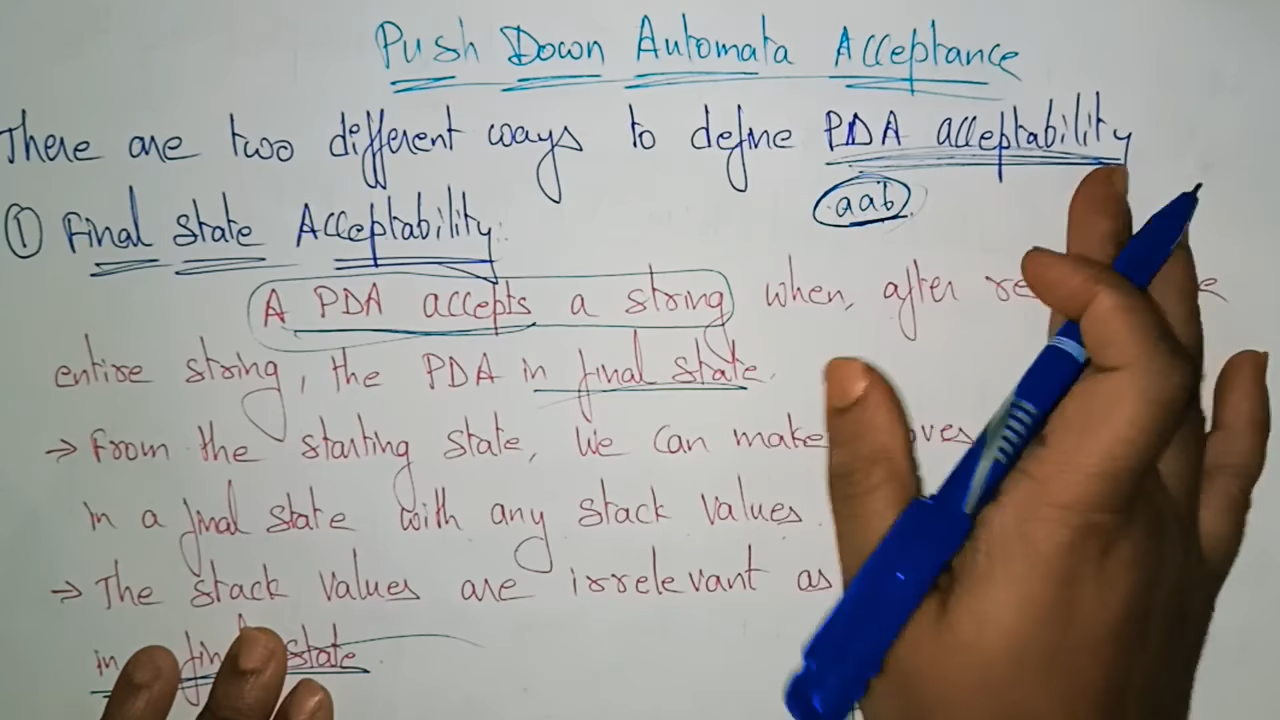 Push Down Automata Acceptance
There are two different ways to define PDA acceptability
aab
① Final state Acceptability:
A PDA accepts a string when, after
entire string, the PDA in final state.
→ From the starting state, We can make
in a final state with any stack values.
→ The stack values are irrelevant as
in final state.